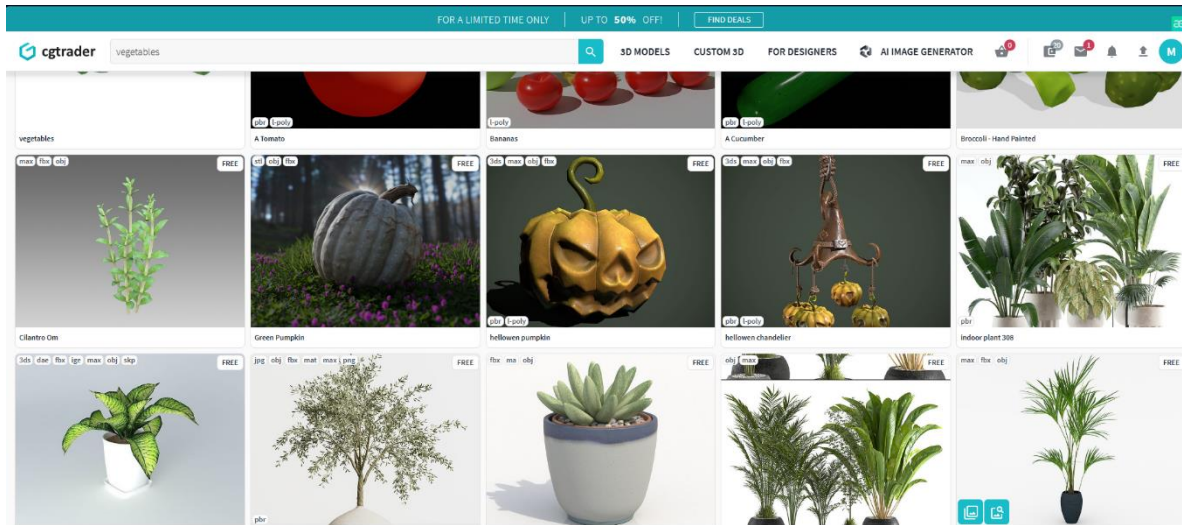 FOR A LIMITED TIME ONLY UP TO 50% OFF! FIND DEALS
cgtrader vegetables 3D MODELS CUSTOM 3D FOR DESIGNERS AI IMAGE GENERATOR 0 20 1 M
pbr l-poly l-poly pbr l-poly
vegetables A Tomato Bananas A Cucumber Broccoli - Hand Painted
max fbx obj FREE stl obj fbx FREE 3ds max obj fbx FREE 3ds max obj fbx FREE max obj FREE
pbr l-poly pbr l-poly pbr
Cilantro Om Green Pumpkin hellowen pumpkin hellowen chandelier indoor plant 308
3ds dae fbx ige max obj skp FREE jpg obj fbx mat max png FREE fbx ma obj FREE obj max FREE max fbx obj FREE
pbr